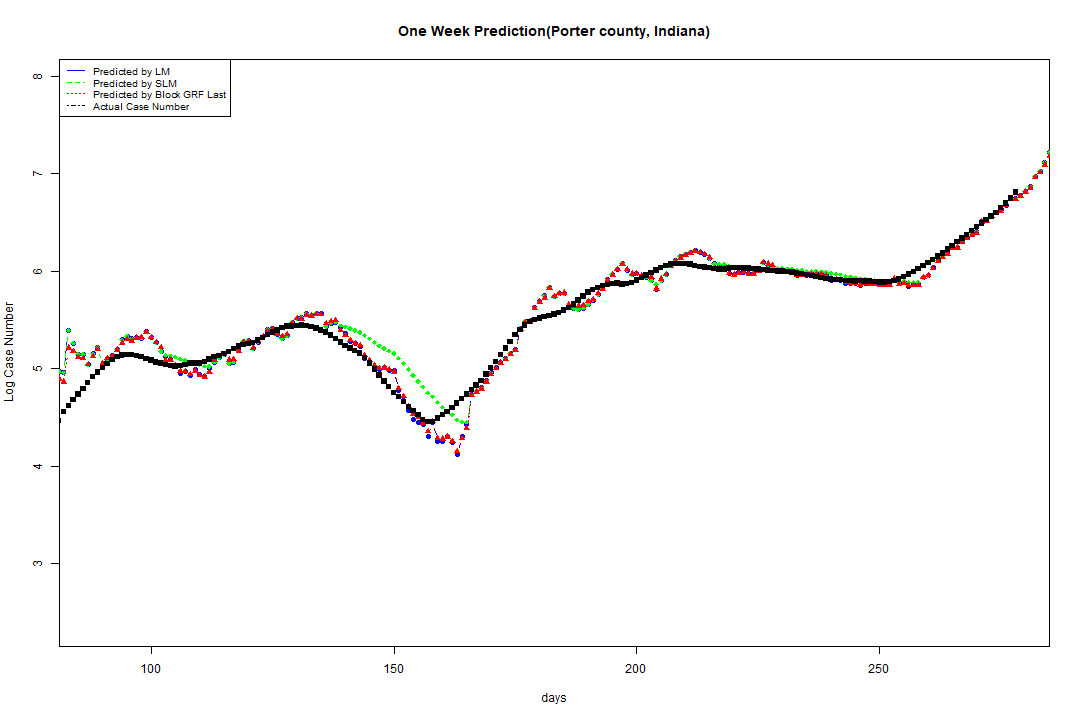 One Week Prediction(Porter county, Indiana)
Predicted by LM
Predicted by SLM
Predicted by Block GRF Last
Actual Case Number
8
7
6
5
4
3
Log Case Number
100 150 200 250
days